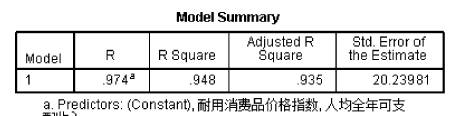 Model Summary
Model R R Square Adjusted R Square Std. Error of the Estimate
1 .974a .948 .935 20.23981
a. Predictors: (Constant), 耐用消费品价格指数, 人均全年可支